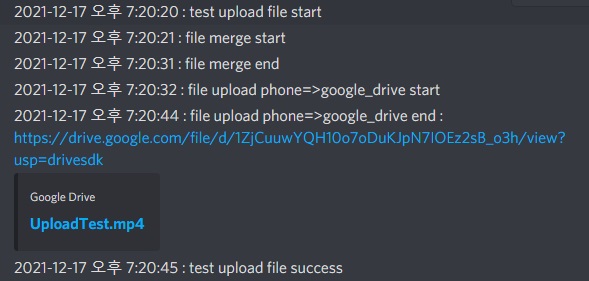 2021-12-17 오후 7:20:20 : test upload file start
2021-12-17 오후 7:20:21 : file merge start
2021-12-17 오후 7:20:31 : file merge end
2021-12-17 오후 7:20:32 : file upload phone=>google_drive start
2021-12-17 오후 7:20:44 : file upload phone=>google_drive end :
https://drive.google.com/file/d/1ZjCuuwYQH10o7oDuKJpN7IOEz2sB_o3h/view?
usp=drivesdk
Google Drive
UploadTest.mp4
2021-12-17 오후 7:20:45 : test upload file success